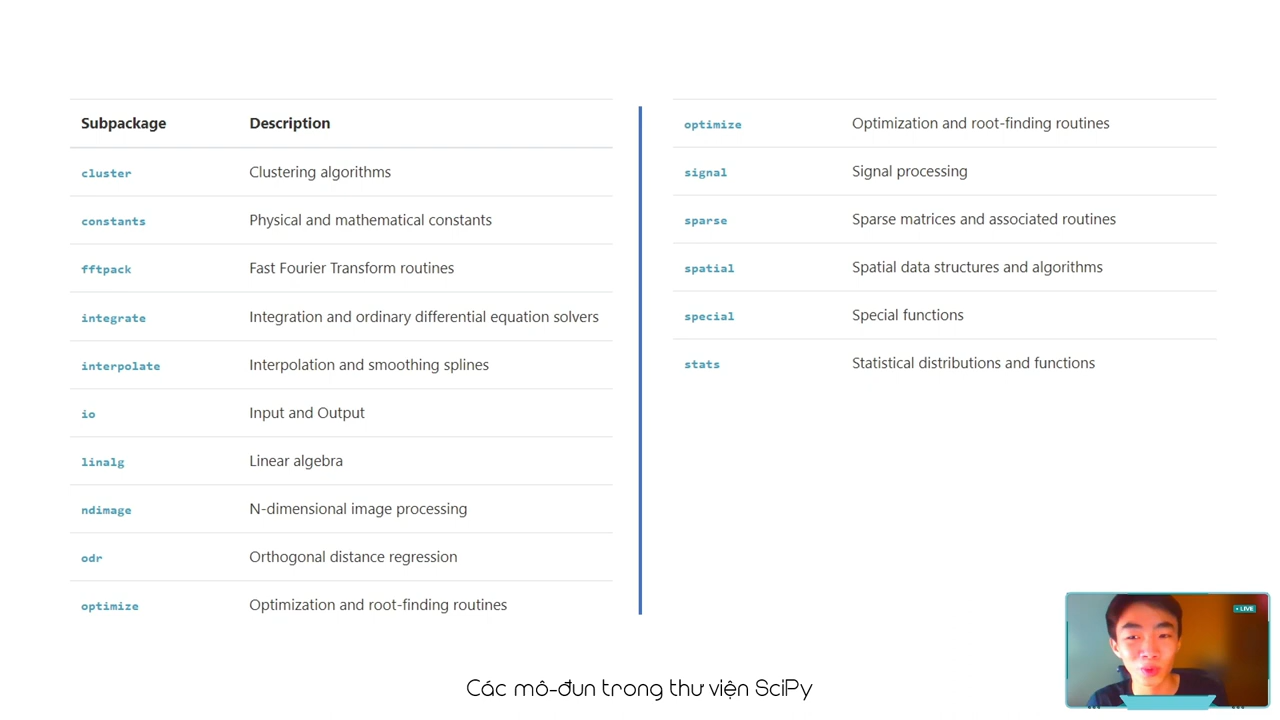 Subpackage Description
cluster Clustering algorithms
constants Physical and mathematical constants
fftpack Fast Fourier Transform routines
integrate Integration and ordinary differential equation solvers
interpolate Interpolation and smoothing splines
io Input and Output
linalg Linear algebra
ndimage N-dimensional image processing
odr Orthogonal distance regression
optimize Optimization and root-finding routines
optimize Optimization and root-finding routines
signal Signal processing
sparse Sparse matrices and associated routines
spatial Spatial data structures and algorithms
special Special functions
stats Statistical distributions and functions
• LIVE
Các mô-đun trong thư viện SciPy